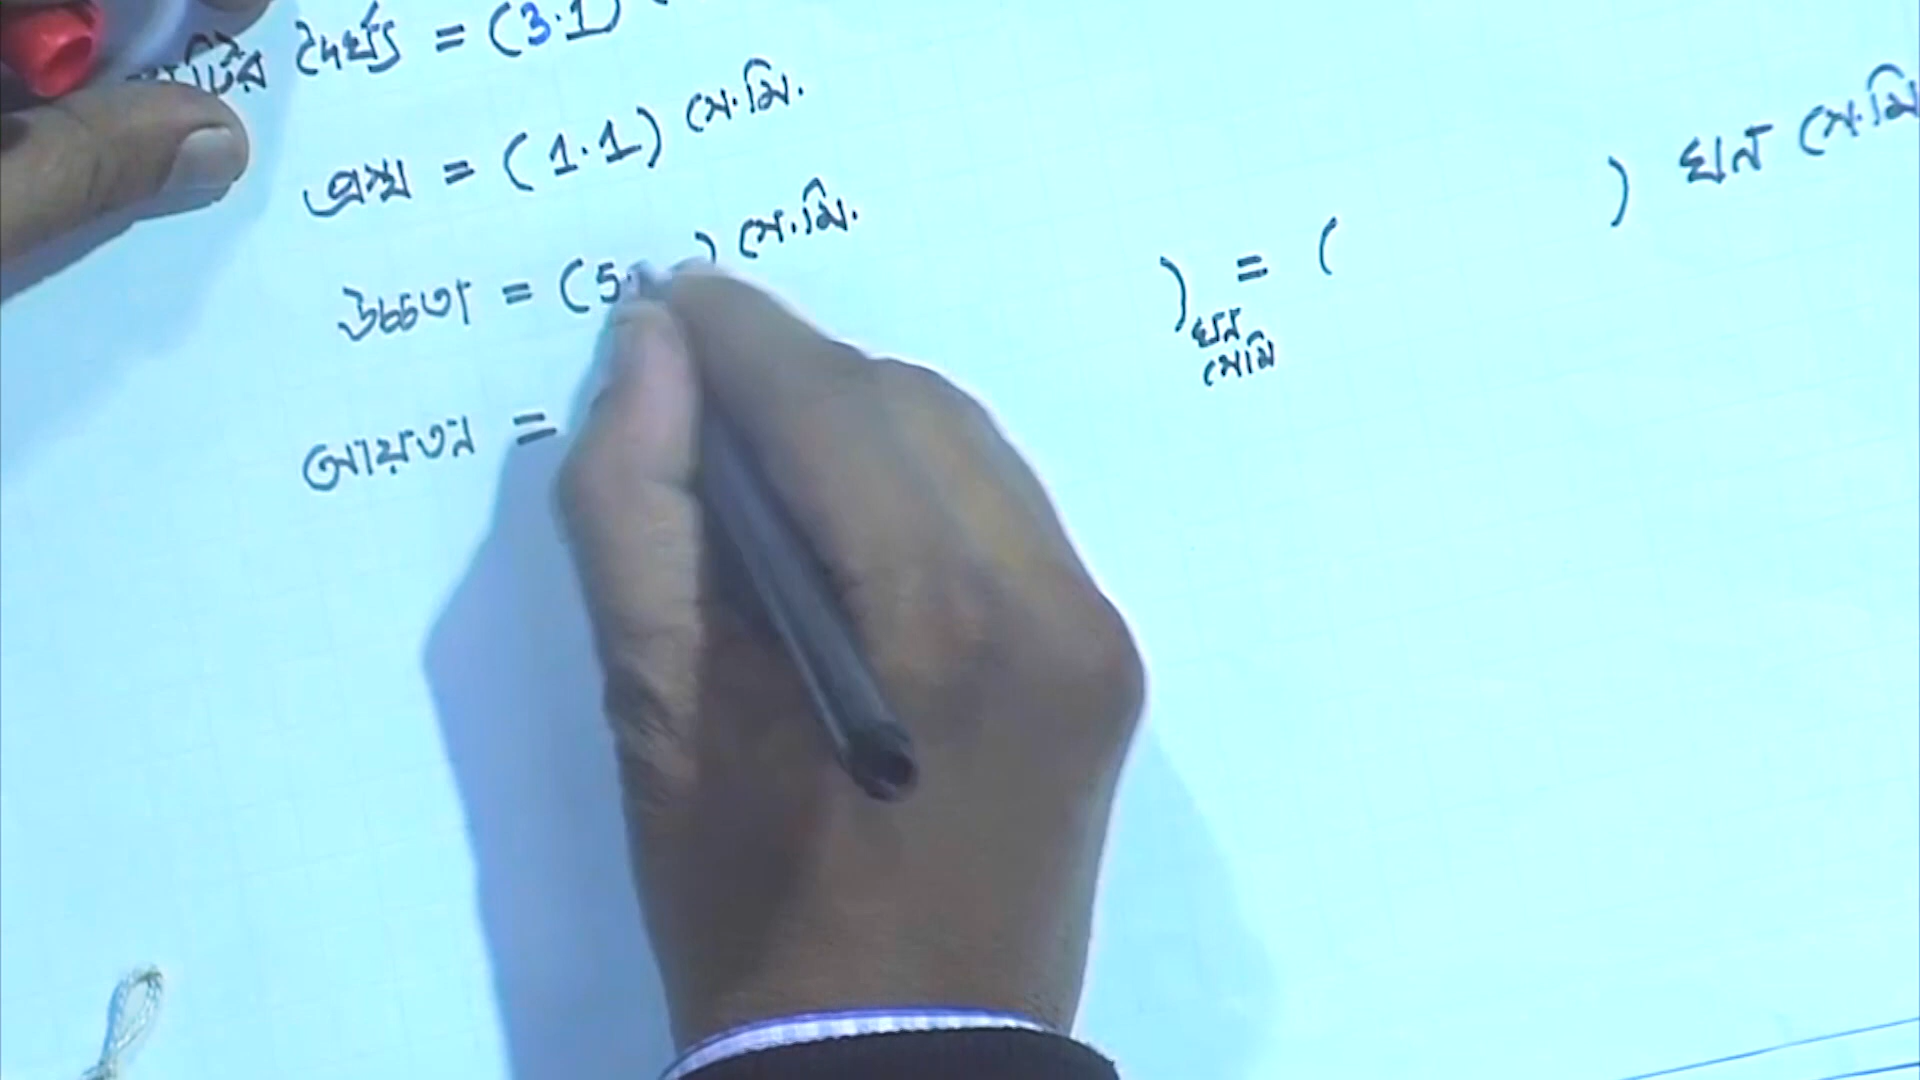 দৈর্ঘ্য = (3.1)
প্রস্থ = (1.1) সে.মি.
উচ্চতা = (5. ) সে.মি.
আয়তন = ) ঘন সেমি = ( ) ঘন সে.মি